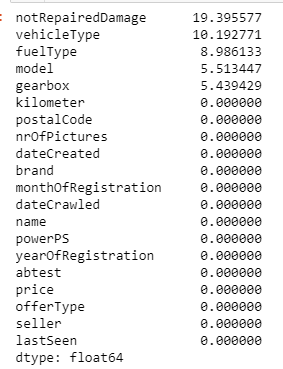 notRepairedDamage 19.395577
vehicleType 10.192771
fuelType 8.986133
model 5.513447
gearbox 5.439429
kilometer 0.000000
postalCode 0.000000
nrOfPictures 0.000000
dateCreated 0.000000
brand 0.000000
monthOfRegistration 0.000000
dateCrawled 0.000000
name 0.000000
powerPS 0.000000
yearOfRegistration 0.000000
abtest 0.000000
price 0.000000
offerType 0.000000
seller 0.000000
lastSeen 0.000000
dtype: float64